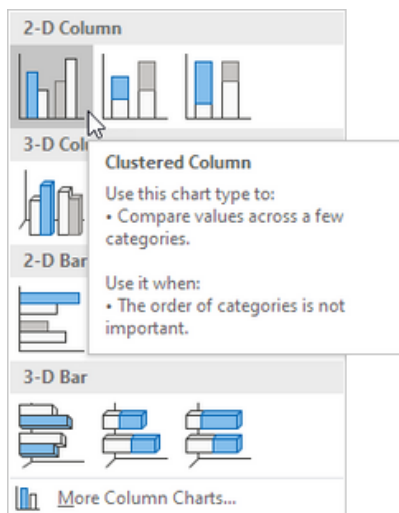 2-D Column
3-D Colu
Clustered Column
Use this chart type to:
• Compare values across a few
categories.
Use it when:
• The order of categories is not
important.
2-D Bar
3-D Bar
More Column Charts...